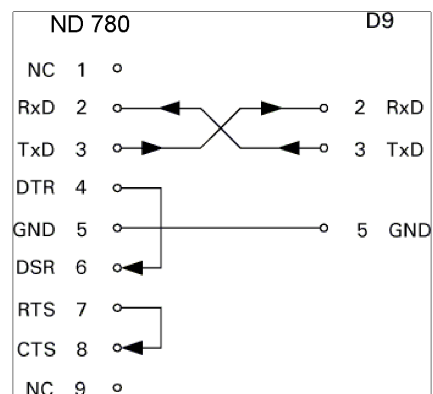 ND 780 D9
NC 1
RxD 2 2 RxD
TxD 3 3 TxD
DTR 4
GND 5 5 GND
DSR 6
RTS 7
CTS 8
NC 9